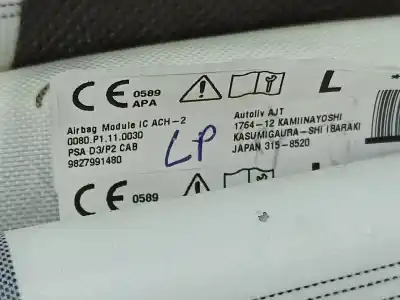 CE 0589
APA
L
Airbag Module IC ACH-2
0080.P1.11.0030
PSA D3/P2 CAB
9827991480
LP
Autoliv AJT
1764-12 KAMIINAYOSHI
KASUMIGAURA-SHI IBARAKI
JAPAN 315-8520
CE 0589